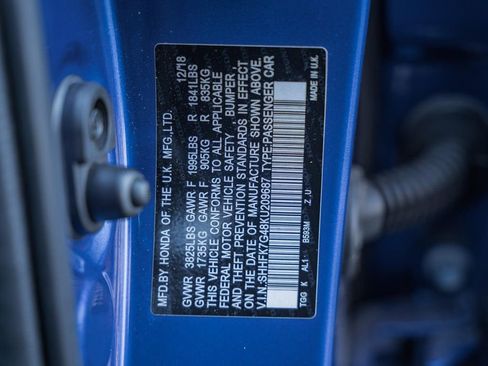 MFD.BY HONDA OF THE U.K. MFG.,LTD. 12/18
GVWR 3825LBS GAWR F 1995LBS R 1841LBS
GVWR 1735KG GAWR F 905KG R 835KG
THIS VEHICLE CONFORMS TO ALL APPLICABLE
FEDERAL MOTOR VEHICLE SAFETY, BUMPER,
AND THEFT PREVENTION STANDARDS IN EFFECT
ON THE DATE OF MANUFACTURE SHOWN ABOVE.
V.I.N.:SHHFK7G48KU209687 TYPE:PASSENGER CAR
TGG K AL1 B593M .Z ,U MADE IN U.K.